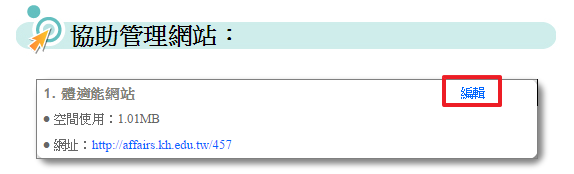 協助管理網站：
1. 體適能網站 編輯
● 空間使用：1.01MB
● 網址：http://affairs.kh.edu.tw/457